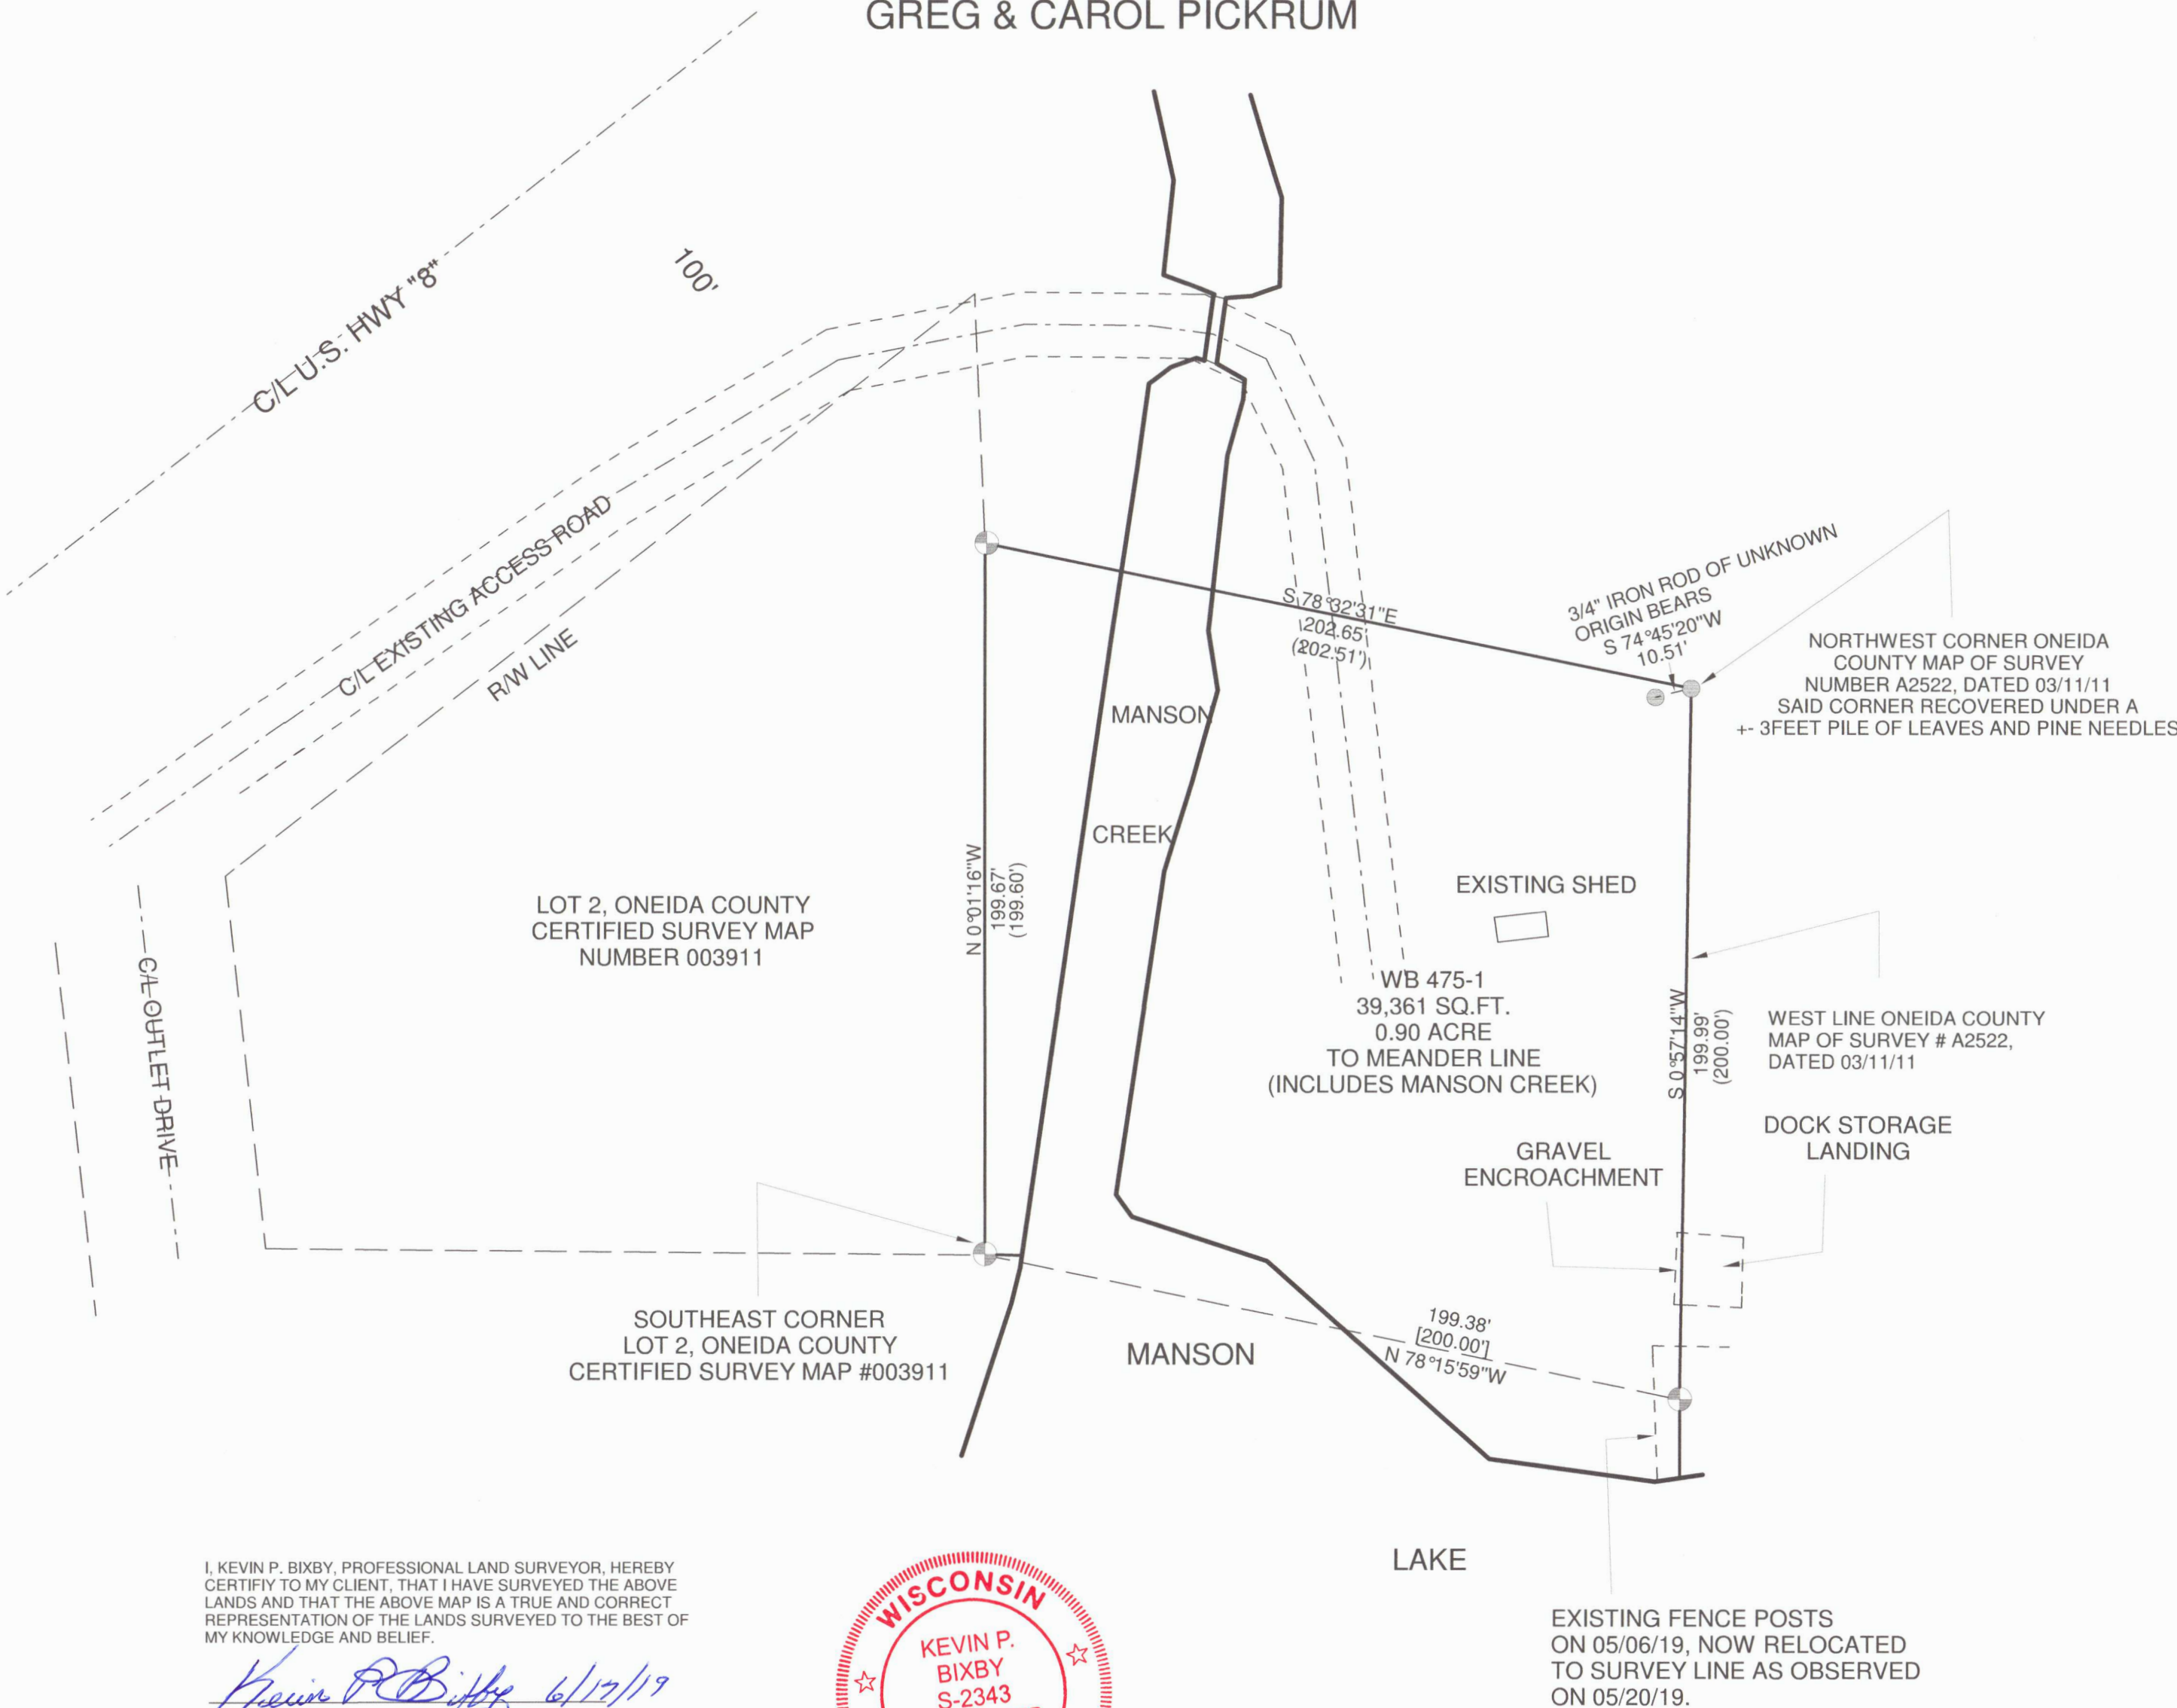 GREG & CAROL PICKRUM
C/L U.S. HWY "8"
100'
C/L EXISTING ACCESS ROAD
R/W LINE
S 78°32'31"E
202.65'
(202.51')
3/4" IRON ROD OF UNKNOWN
ORIGIN BEARS
S 74°45'20"W
10.51'
NORTHWEST CORNER ONEIDA
COUNTY MAP OF SURVEY
NUMBER A2522, DATED 03/11/11
SAID CORNER RECOVERED UNDER A
+- 3FEET PILE OF LEAVES AND PINE NEEDLES
MANSON
CREEK
N 0°01'16"W
199.67'
(199.60')
LOT 2, ONEIDA COUNTY
CERTIFIED SURVEY MAP
NUMBER 003911
C/L OUTLET DRIVE
EXISTING SHED
WB 475-1
39,361 SQ.FT.
0.90 ACRE
TO MEANDER LINE
(INCLUDES MANSON CREEK)
S 0°57'14"W
199.99'
(200.00')
WEST LINE ONEIDA COUNTY
MAP OF SURVEY # A2522,
DATED 03/11/11
DOCK STORAGE
LANDING
GRAVEL
ENCROACHMENT
SOUTHEAST CORNER
LOT 2, ONEIDA COUNTY
CERTIFIED SURVEY MAP #003911
MANSON
199.38'
[200.00']
N 78°15'59"W
LAKE
I, KEVIN P. BIXBY, PROFESSIONAL LAND SURVEYOR, HEREBY
CERTIFIY TO MY CLIENT, THAT I HAVE SURVEYED THE ABOVE
LANDS AND THAT THE ABOVE MAP IS A TRUE AND CORRECT
REPRESENTATION OF THE LANDS SURVEYED TO THE BEST OF
MY KNOWLEDGE AND BELIEF.
Kevin P Bixby 6/17/19
WISCONSIN
KEVIN P.
BIXBY
S-2343
EXISTING FENCE POSTS
ON 05/06/19, NOW RELOCATED
TO SURVEY LINE AS OBSERVED
ON 05/20/19.